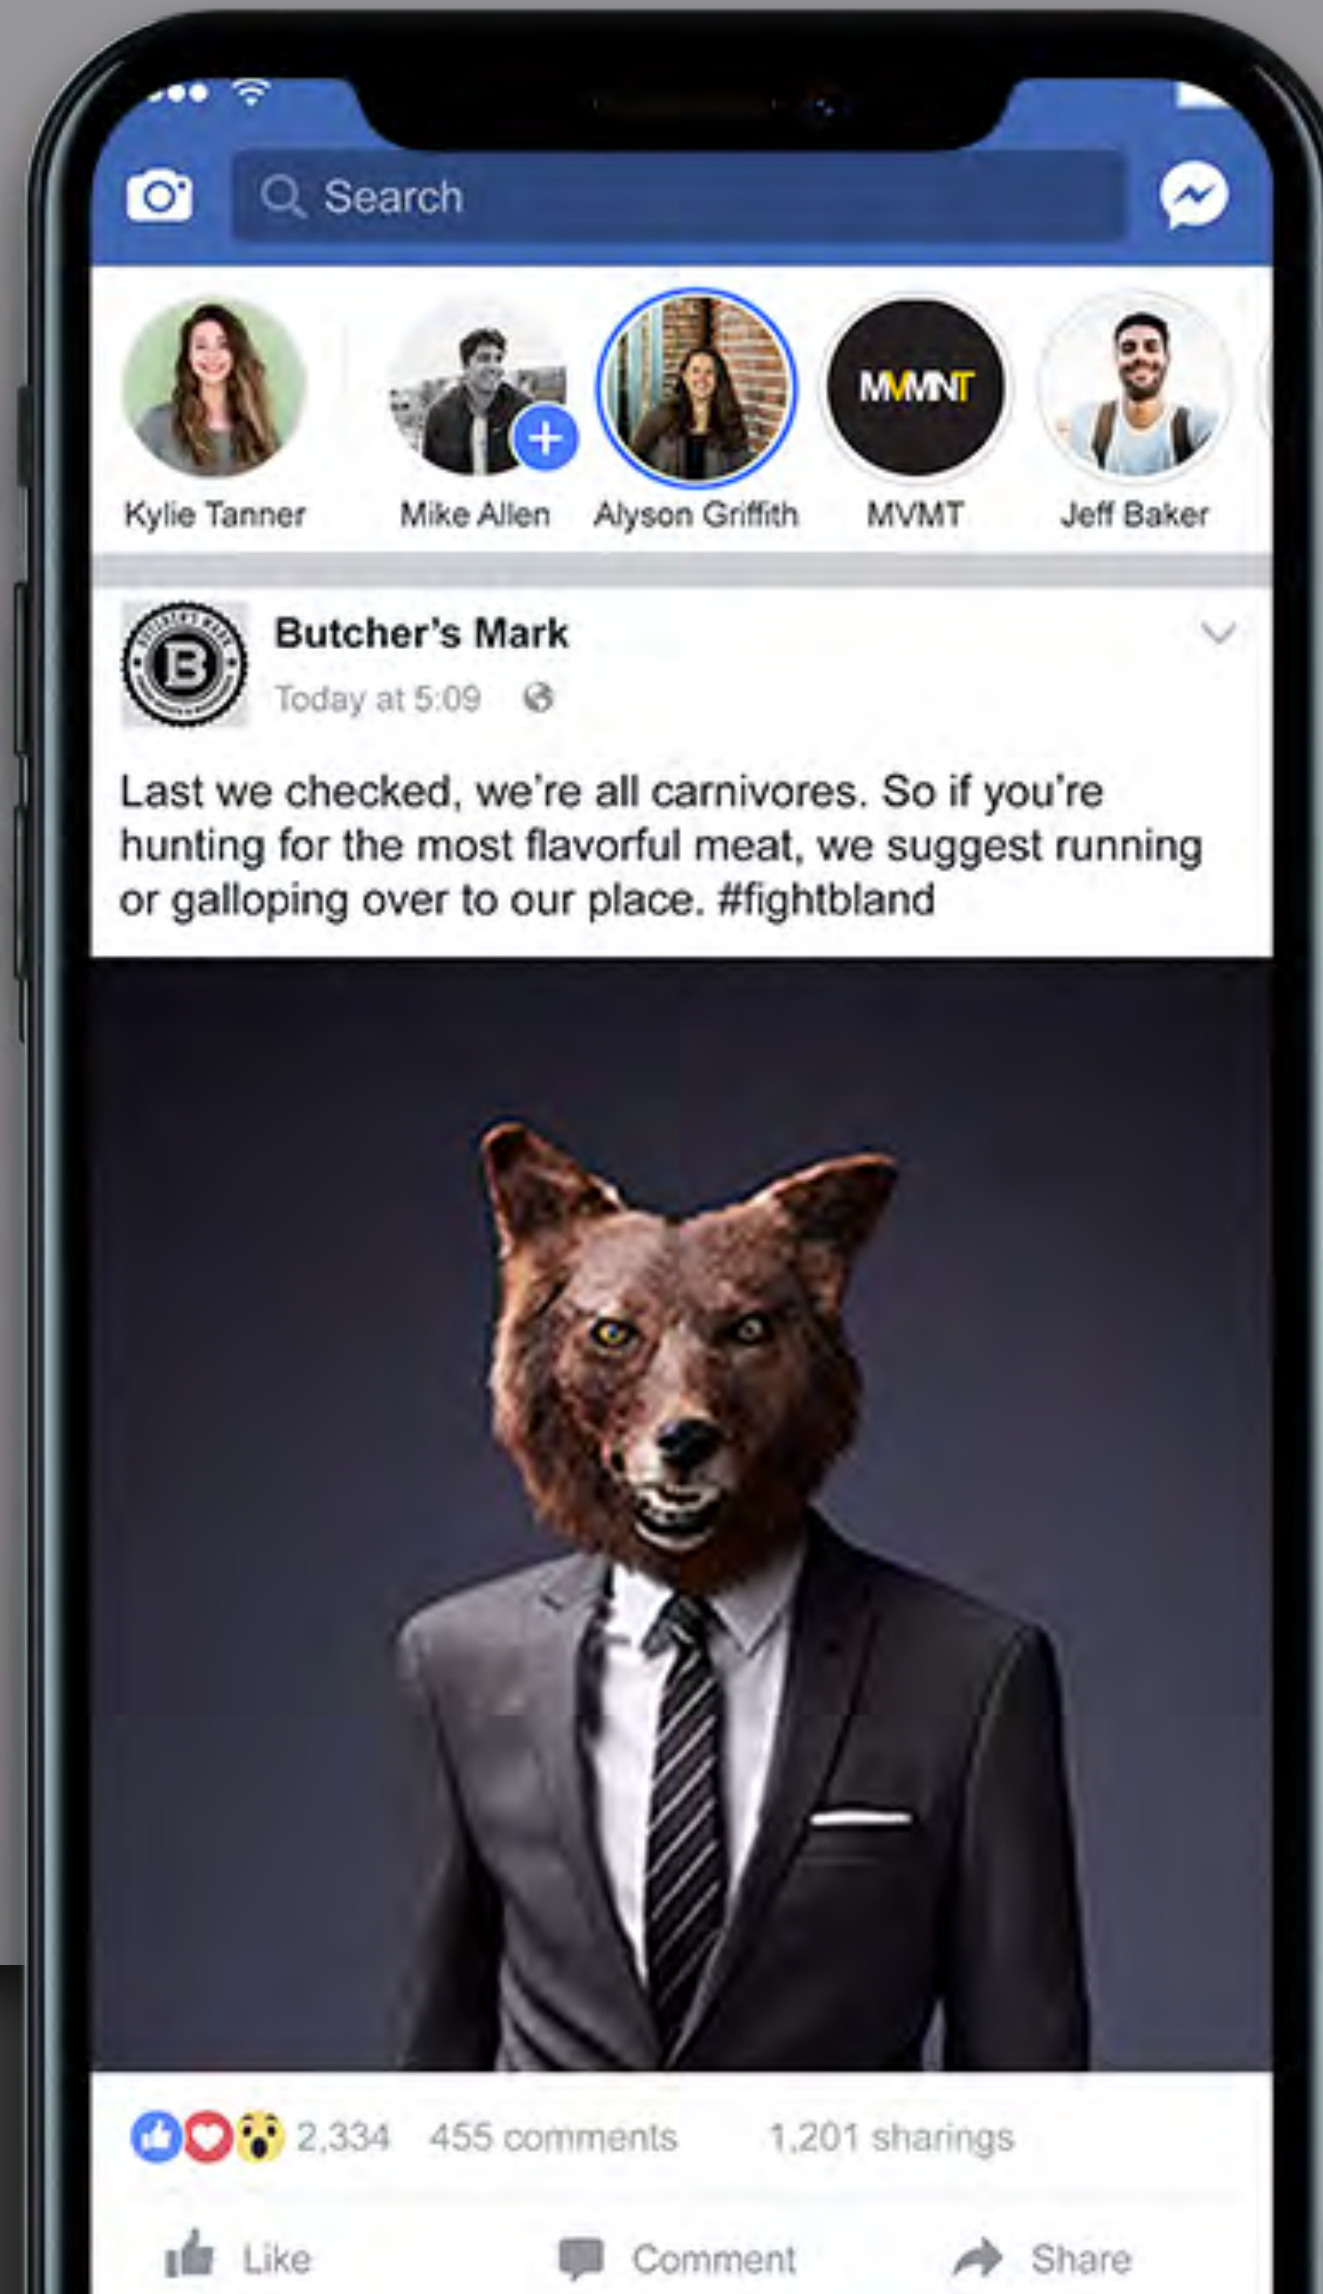 Search
MVMNT
Kylie Tanner
Mike Allen
Alyson Griffith
MVMT
Jeff Baker
B
Butcher's Mark
Today at 5:09
Last we checked, we're all carnivores. So if you're
hunting for the most flavorful meat, we suggest running
or galloping over to our place. #fightbland
2,334 455 comments 1,201 sharings
Like Comment Share